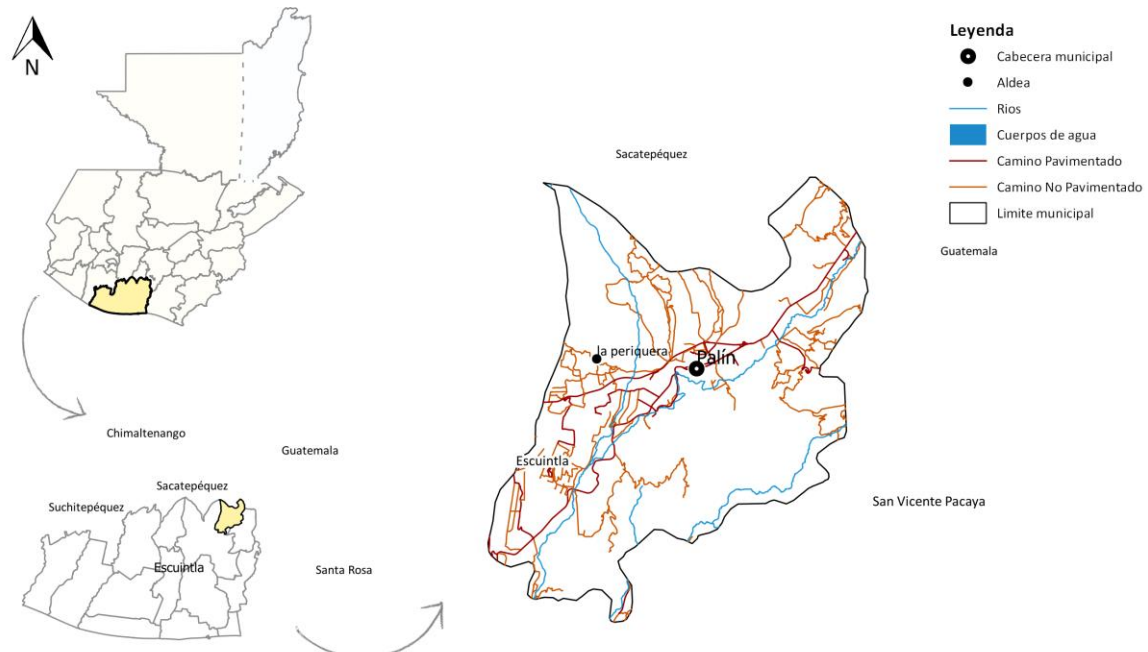 N
Leyenda
Cabecera municipal
Aldea
Rios
Cuerpos de agua
Camino Pavimentado
Camino No Pavimentado
Limite municipal
Sacatepéquez
Guatemala
la periquera
Palín
Escuintla
San Vicente Pacaya
Chimaltenango
Guatemala
Sacatepéquez
Suchitepéquez
Escuintla
Santa Rosa